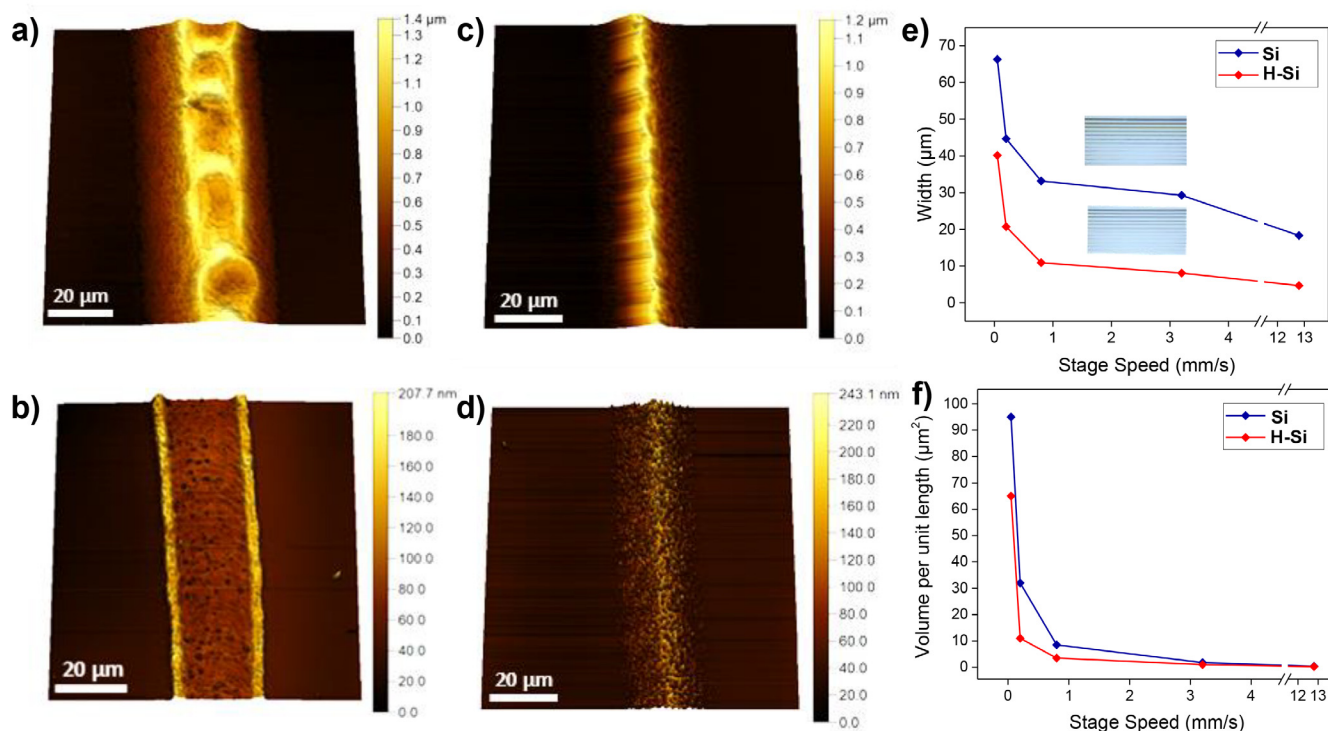 a)
1.4 µm
1.2
1.1
1.0
0.9
0.8
0.7
0.6
0.5
0.4
0.3
0.2
0.1
0.0
20 µm
c)
1.2 µm
1.1
1.0
0.9
0.8
0.7
0.6
0.5
0.4
0.3
0.2
0.1
0.0
20 µm
e)
Si
H-Si
70
60
50
40
30
20
10
0
Width (µm)
0 1 2 3 4 12 13
Stage Speed (mm/s)
b)
207.7 nm
180.0
160.0
140.0
120.0
100.0
80.0
60.0
40.0
20.0
0.0
20 µm
d)
243.1 nm
220.0
200.0
180.0
160.0
140.0
120.0
100.0
80.0
60.0
40.0
20.0
0.0
20 µm
f)
Si
H-Si
100
90
80
70
60
50
40
30
20
10
0
Volume per unit length (µm²)
0 1 2 3 4 12 13
Stage Speed (mm/s)